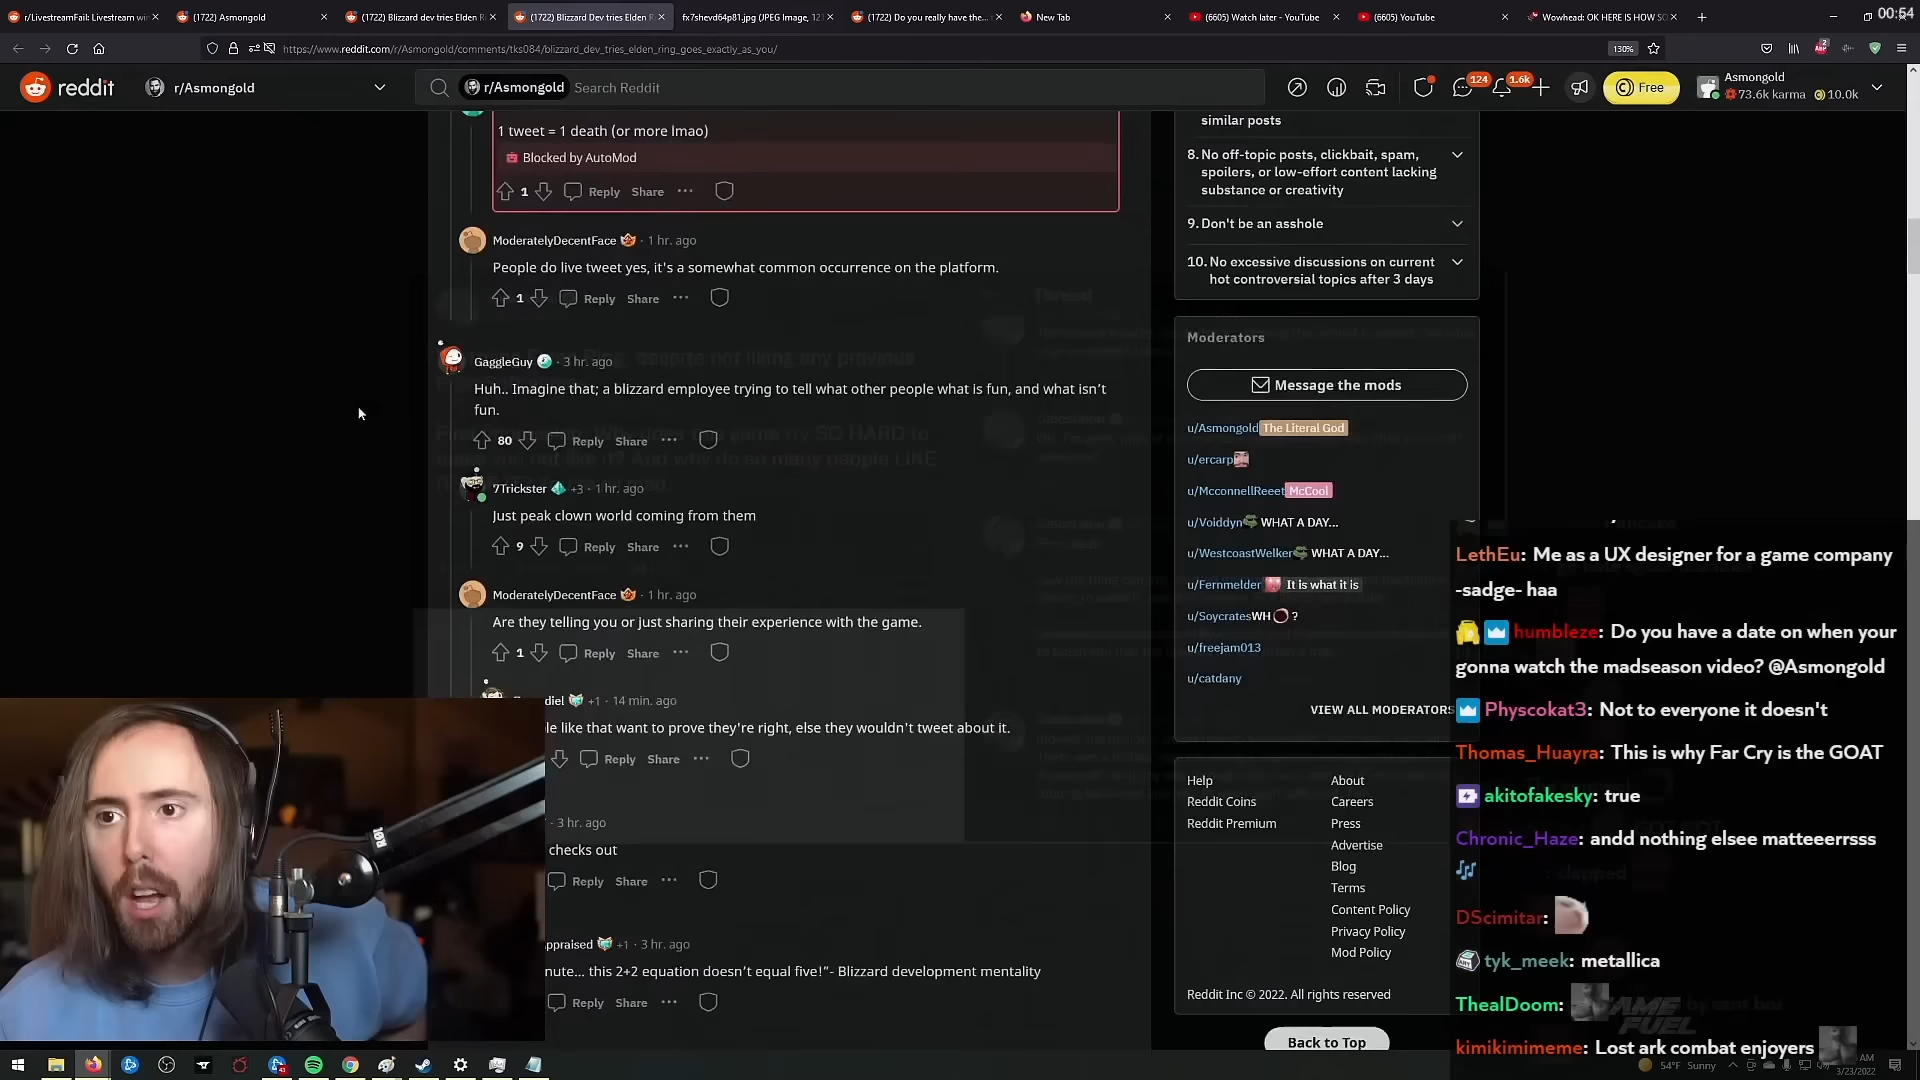 r/LivestreamFail: Livestream wi
(1722) Asmongold
(1722) Blizzard dev tries Elden R
(1722) Blizzard Dev tries Elden R
fx7shevd64p81.jpg (JPEG Image, 12
(1722) Do you really have the...
New Tab
(6605) Watch later - YouTube
(6605) YouTube
Wowhead: OK HERE IS HOW SO
00:54
https://www.reddit.com/r/Asmongold/comments/tks084/blizzard_dev_tries_elden_ring_goes_exactly_as_you/
130%
reddit
r/Asmongold
r/Asmongold Search Reddit
124
1.6k
Free
Asmongold
73.6k karma 10.0k
1 tweet = 1 death (or more lmao)
Blocked by AutoMod
1 Reply Share
ModeratelyDecentFace · 1 hr. ago
People do live tweet yes, it's a somewhat common occurrence on the platform.
1 Reply Share
GaggleGuy · 3 hr. ago
Huh.. Imagine that; a blizzard employee trying to tell what other people what is fun, and what isn't
fun.
80 Reply Share
7Trickster +3 · 1 hr. ago
Just peak clown world coming from them
9 Reply Share
ModeratelyDecentFace · 1 hr. ago
Are they telling you or just sharing their experience with the game.
1 Reply Share
diel +1 · 14 min. ago
le like that want to prove they're right, else they wouldn't tweet about it.
Reply Share
· 3 hr. ago
checks out
Reply Share
ppraised +1 · 3 hr. ago
nute... this 2+2 equation doesn't equal five!"- Blizzard development mentality
Reply Share
similar posts
8. No off-topic posts, clickbait, spam,
spoilers, or low-effort content lacking
substance or creativity
9. Don't be an asshole
10. No excessive discussions on current
hot controversial topics after 3 days
Moderators
Message the mods
u/Asmongold The Literal God
u/ercarp
u/McconnellReeet McCool
u/Voiddyn WHAT A DAY...
u/WestcoastWelker WHAT A DAY...
u/Fernmelder It is what it is
u/Soycrates WH ?
u/freejam013
u/catdany
VIEW ALL MODERATORS
Help
Reddit Coins
Reddit Premium
About
Careers
Press
Advertise
Blog
Terms
Content Policy
Privacy Policy
Mod Policy
Reddit Inc © 2022. All rights reserved
Back to Top
LethEu: Me as a UX designer for a game company
-sadge- haa
humbleze: Do you have a date on when your
gonna watch the madseason video? @Asmongold
Physcokat3: Not to everyone it doesn't
Thomas_Huayra: This is why Far Cry is the GOAT
akitofakesky: true
Chronic_Haze: andd nothing elsee matteeerrsss
DScimitar:
tyk_meek: metallica
ThealDoom:
GAME
FUEL
kimikimimeme: Lost ark combat enjoyers
54°F Sunny
AM
3/23/2022